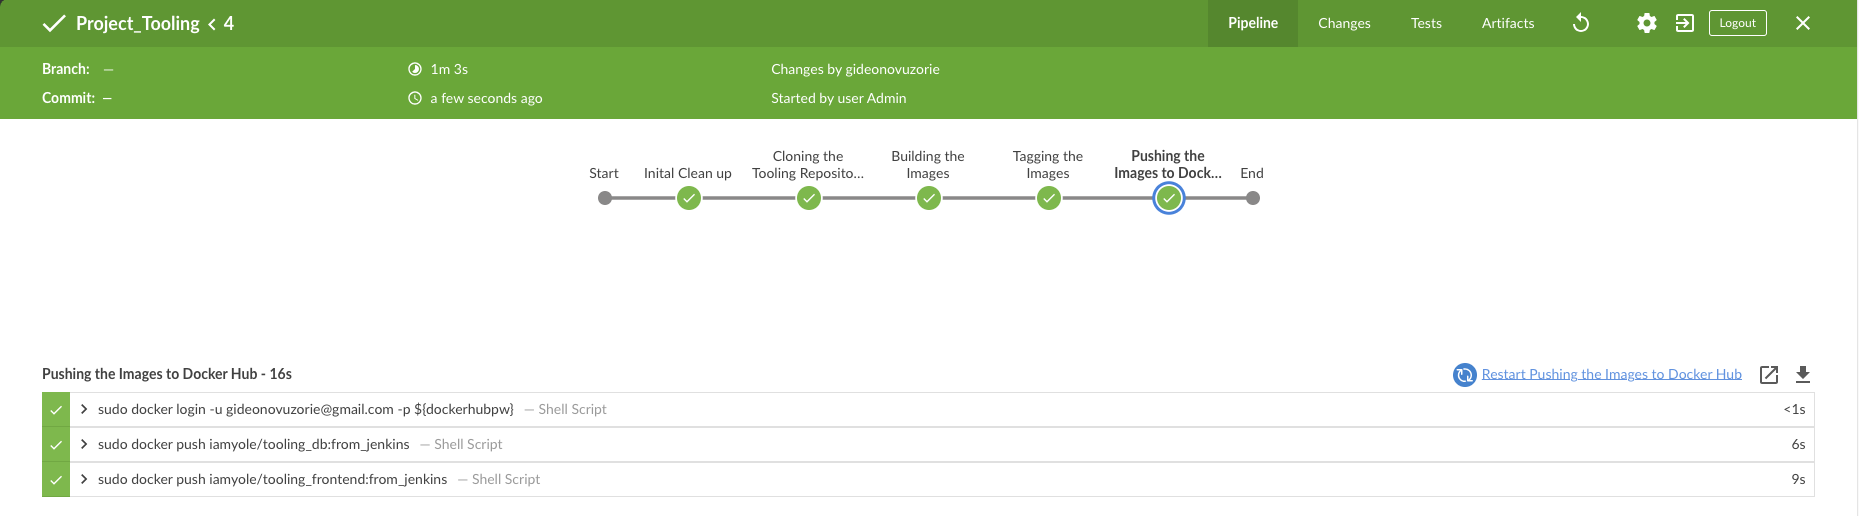 Project_Tooling < 4
Pipeline
Changes
Tests
Artifacts
Logout
Branch: —
1m 3s
Changes by gideonovuzorie
Commit: —
a few seconds ago
Started by user Admin
Start
Inital Clean up
Cloning the
Tooling Reposito...
Building the
Images
Tagging the
Images
Pushing the
Images to Dock...
End
Pushing the Images to Docker Hub - 16s
Restart Pushing the Images to Docker Hub
sudo docker login -u gideonovuzorie@gmail.com -p ${dockerhubpw} — Shell Script
<1s
sudo docker push iamyole/tooling_db:from_jenkins — Shell Script
6s
sudo docker push iamyole/tooling_frontend:from_jenkins — Shell Script
9s